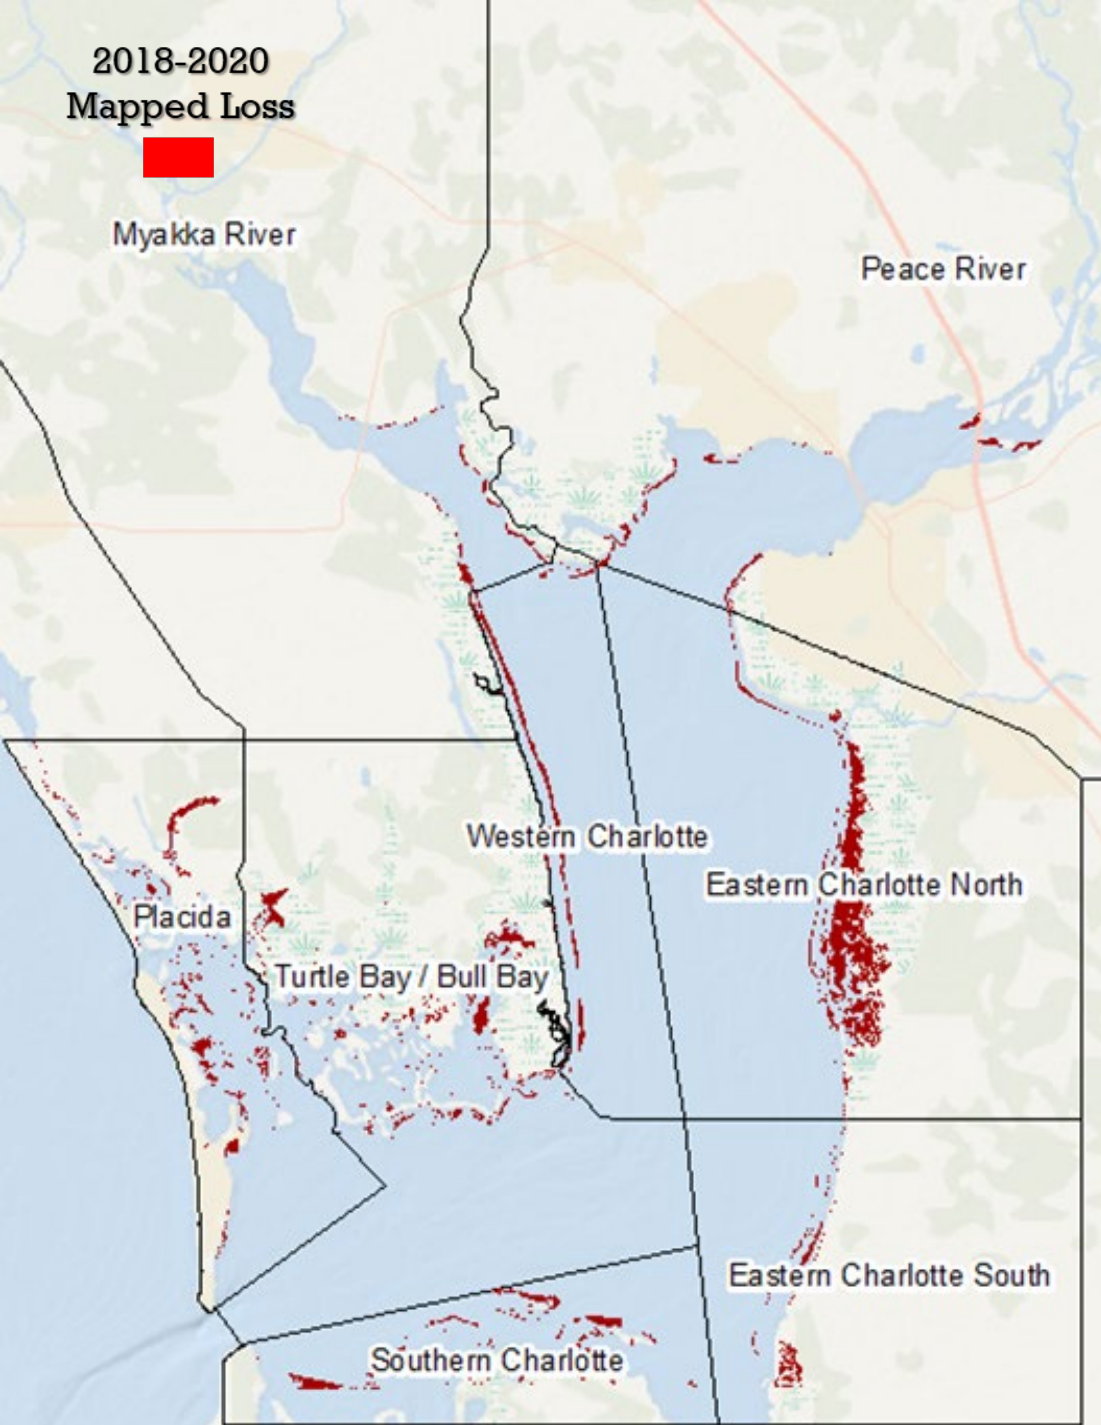 2018-2020
Mapped Loss
Myakka River
Peace River
Western Charlotte
Eastern Charlotte North
Placida
Turtle Bay / Bull Bay
Eastern Charlotte South
Southern Charlotte